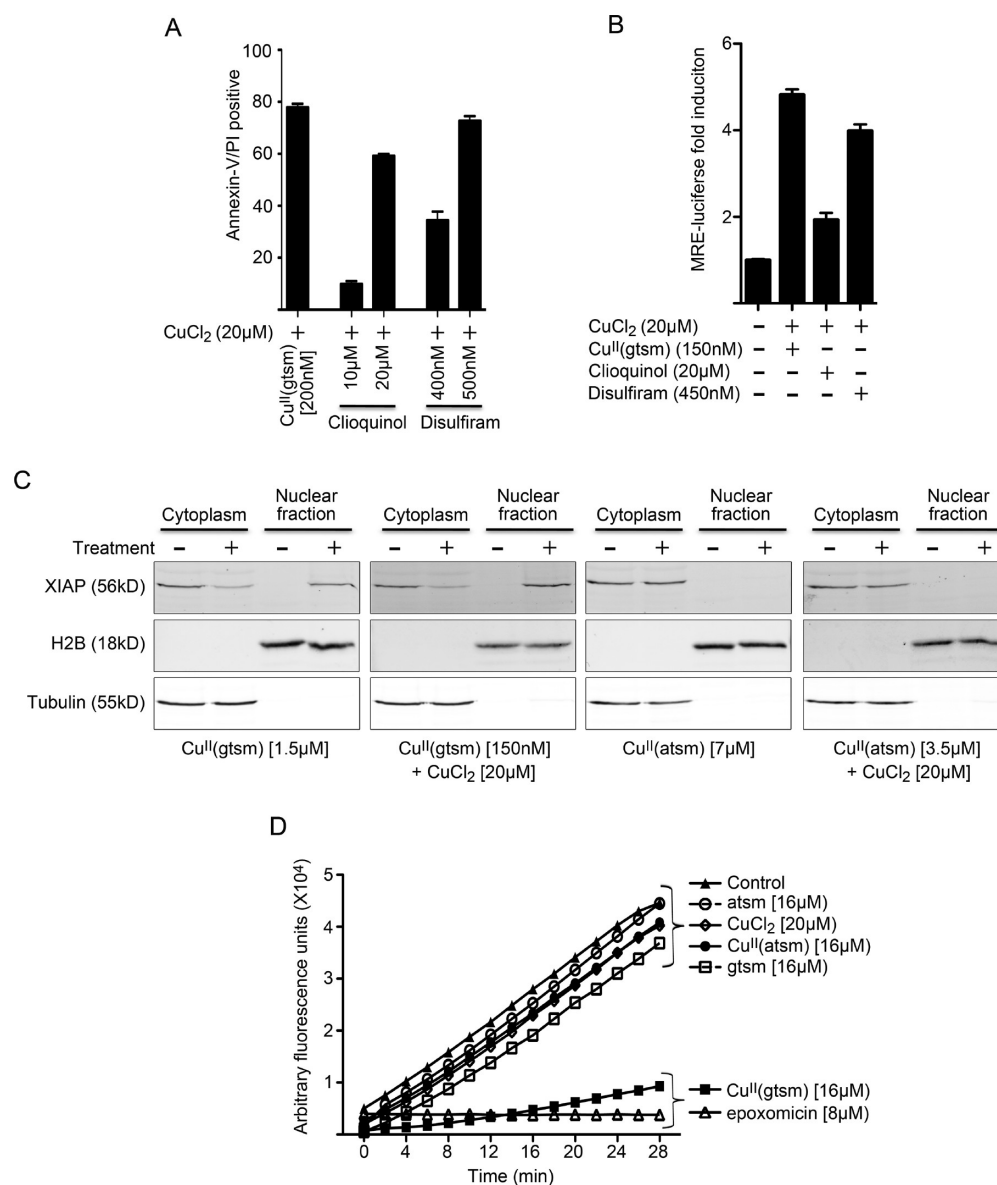 A
Annexin-V/PI positive
100
80
60
40
20
CuCl2 (20µM) + + + + +
CuII(gtsm) [200nM]
10µM
20µM
400nM
500nM
Clioquinol
Disulfiram
B
MRE-luciferse fold induciton
6
4
2
CuCl2 (20µM) – + + +
CuII(gtsm) (150nM) – + – –
Clioquinol (20µM) – – + –
Disulfiram (450nM) – – – +
C
Cytoplasm Nuclear fraction Cytoplasm Nuclear fraction Cytoplasm Nuclear fraction Cytoplasm Nuclear fraction
Treatment – + – + – + – + – + – + – + – +
XIAP (56kD)
H2B (18kD)
Tubulin (55kD)
CuII(gtsm) [1.5µM]
CuII(gtsm) [150nM]
+ CuCl2 [20µM]
CuII(atsm) [7µM]
CuII(atsm) [3.5µM]
+ CuCl2 [20µM]
D
Arbitrary fluorescence units (X10⁴)
5
4
3
2
1
0 4 8 12 16 20 24 28
Time (min)
Control
atsm [16µM)
CuCl2 [20µM)
CuII(atsm) [16µM)
gtsm [16µM)
CuII(gtsm) [16µM)
epoxomicin [8µM)